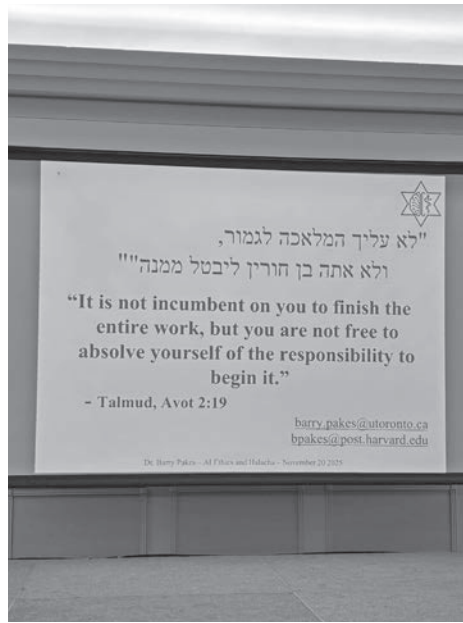 "לא עליך המלאכה לגמור,
ולא אתה בן חורין ליבטל ממנה""
“It is not incumbent on you to finish the
entire work, but you are not free to
absolve yourself of the responsibility to
begin it.”
- Talmud, Avot 2:19
barry.pakes@utoronto.ca
bpakes@post.harvard.edu
Dr. Barry Pakes – AI Ethics and Halacha – November 20 2025